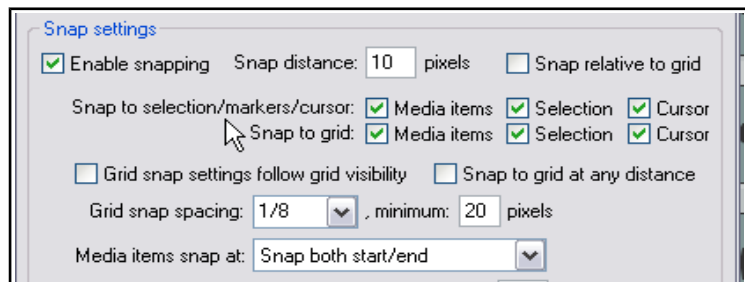 Snap settings
Enable snapping Snap distance: 10 pixels Snap relative to grid
Snap to selection/markers/cursor: Media items Selection Cursor
Snap to grid: Media items Selection Cursor
Grid snap settings follow grid visibility Snap to grid at any distance
Grid snap spacing: 1/8 , minimum: 20 pixels
Media items snap at: Snap both start/end